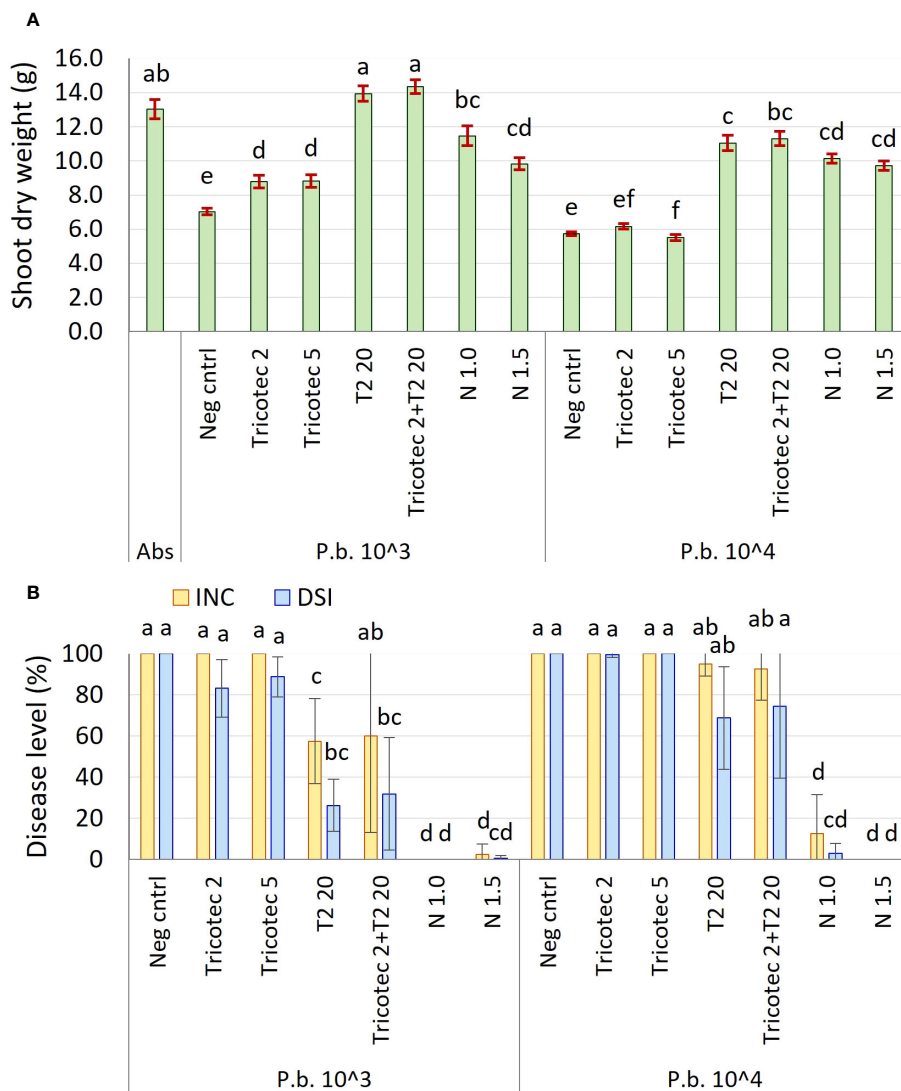 A
Shoot dry weight (g)
16.0
14.0
12.0
10.0
8.0
6.0
4.0
2.0
0.0
ab
e
d
d
a
a
bc
cd
e
ef
f
c
bc
cd
cd
Neg cntrl
Tricotec 2
Tricotec 5
T2 20
Tricotec 2+T2 20
N 1.0
N 1.5
Neg cntrl
Tricotec 2
Tricotec 5
T2 20
Tricotec 2+T2 20
N 1.0
N 1.5
Abs
P.b. 10^3
P.b. 10^4
B
INC
DSI
Disease level (%)
100
80
60
40
20
0
a a
a a
a a
c
bc
ab
bc
d d
d
cd
a a
a a
a a
ab
ab
ab a
d
cd
d d
Neg cntrl
Tricotec 2
Tricotec 5
T2 20
Tricotec 2+T2 20
N 1.0
N 1.5
Neg cntrl
Tricotec 2
Tricotec 5
T2 20
Tricotec 2+T2 20
N 1.0
N 1.5
P.b. 10^3
P.b. 10^4